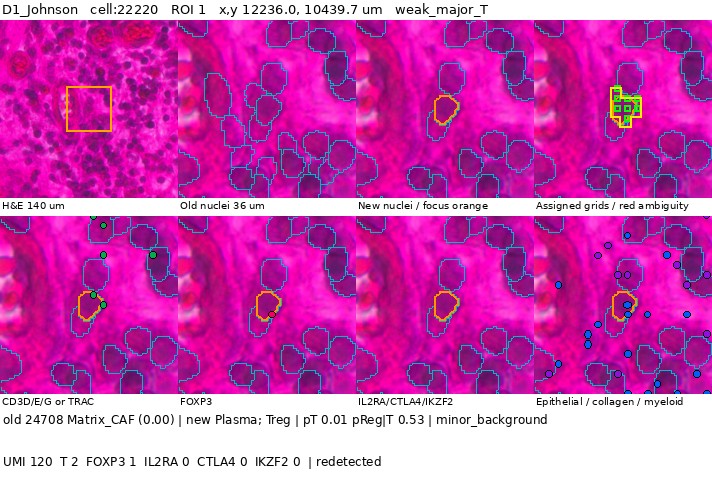 D1_Johnson   cell:22220   ROI 1   x,y 12236.0, 10439.7 um   weak_major_T
H&E 140 um
Old nuclei 36 um
New nuclei / focus orange
Assigned grids / red ambiguity
CD3D/E/G or TRAC
FOXP3
IL2RA/CTLA4/IKZF2
Epithelial / collagen / myeloid
old 24708 Matrix_CAF (0.00) | new Plasma; Treg | pT 0.01 pReg|T 0.53 | minor_background
UMI 120  T 2  FOXP3 1  IL2RA 0  CTLA4 0  IKZF2 0  | redetected